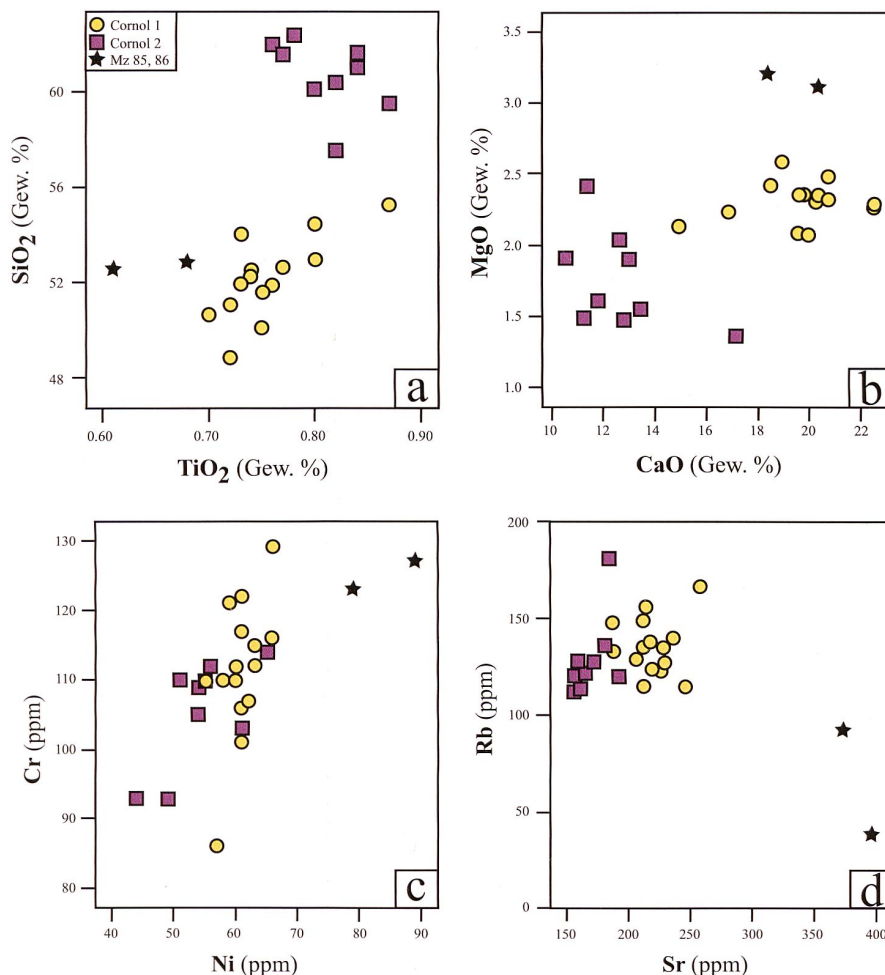 Cornol 1
Cornol 2
Mz 85, 86
60
56
52
48
SiO2 (Gew. %)
a
0.60 0.70 0.80 0.90
TiO2 (Gew. %)
3.5
3.0
2.5
2.0
1.5
1.0
MgO (Gew. %)
b
10 12 14 16 18 20 22
CaO (Gew. %)
130
120
110
100
90
80
Cr (ppm)
c
40 50 60 70 80 90
Ni (ppm)
200
150
100
50
0
Rb (ppm)
d
150 200 250 300 350 400
Sr (ppm)